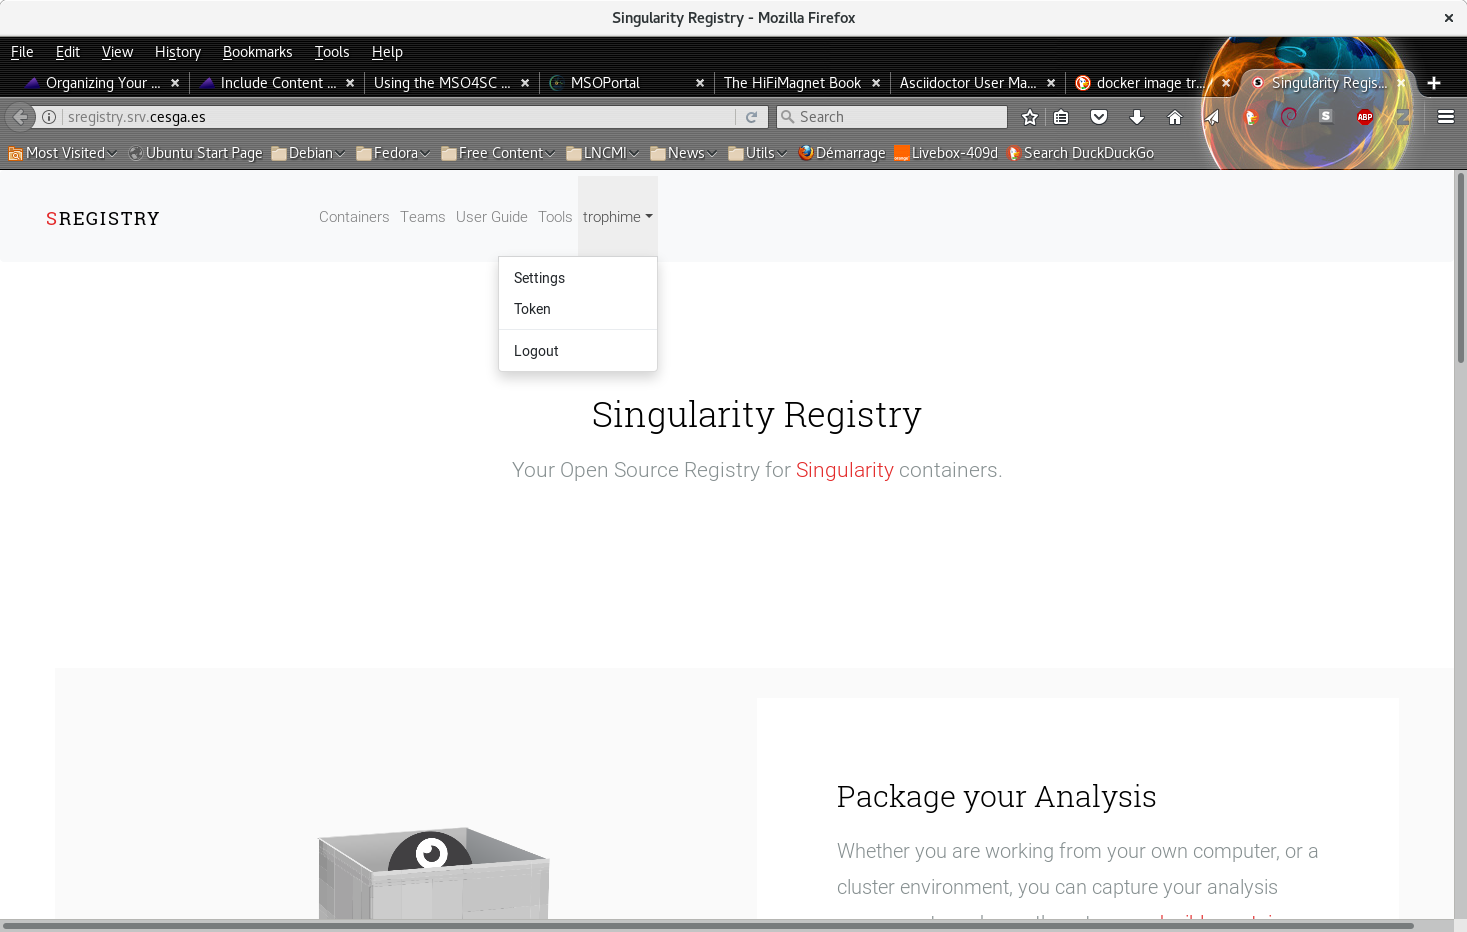 Singularity Registry - Mozilla Firefox
File Edit View History Bookmarks Tools Help
Organizing Your ... Include Content ... Using the MSO4SC ... MSOPortal The HiFiMagnet Book Asciidoctor User Ma... docker image tr... Singularity Regis...
sregistry.srv.cesga.es Search S ABP
Most Visited Ubuntu Start Page Debian Fedora Free Content LNCMI News Utils Démarrage Livebox-409d Search DuckDuckGo
SREGISTRY Containers Teams User Guide Tools trophime
Settings
Token
Logout
Singularity Registry
Your Open Source Registry for Singularity containers.
Package your Analysis
Whether you are working from your own computer, or a
cluster environment, you can capture your analysis